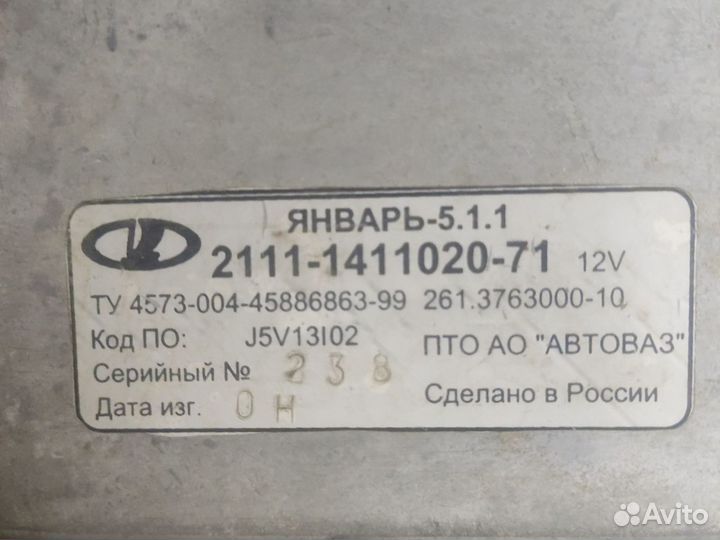 ЯНВАРЬ-5.1.1
2111-1411020-71 12V
ТУ 4573-004-45886863-99 261.3763000-10
Код ПО: J5V13I02
ПТО АО "АВТОВАЗ"
Серийный № 238
Сделано в России
Дата изг. 0 Н
Avito